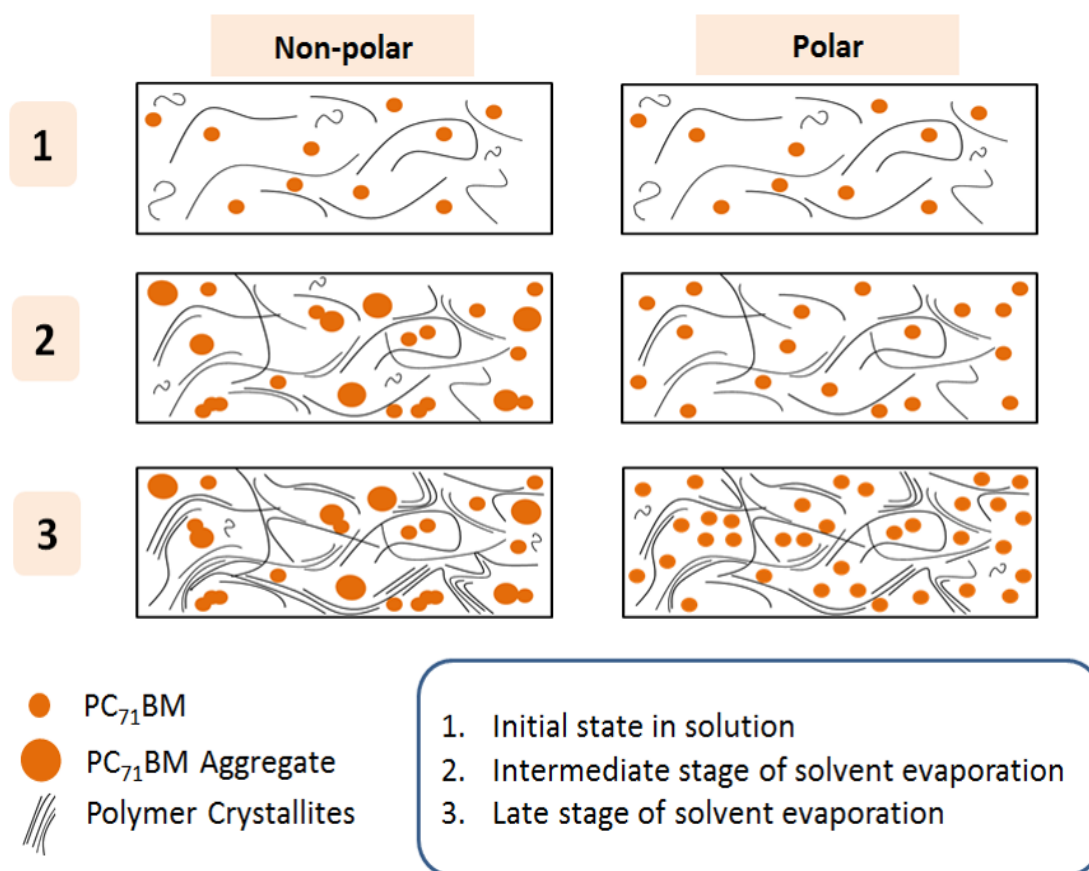 Non-polar
Polar
1
2
3
PC₇₁BM
PC₇₁BM Aggregate
Polymer Crystallites
1. Initial state in solution
2. Intermediate stage of solvent evaporation
3. Late stage of solvent evaporation